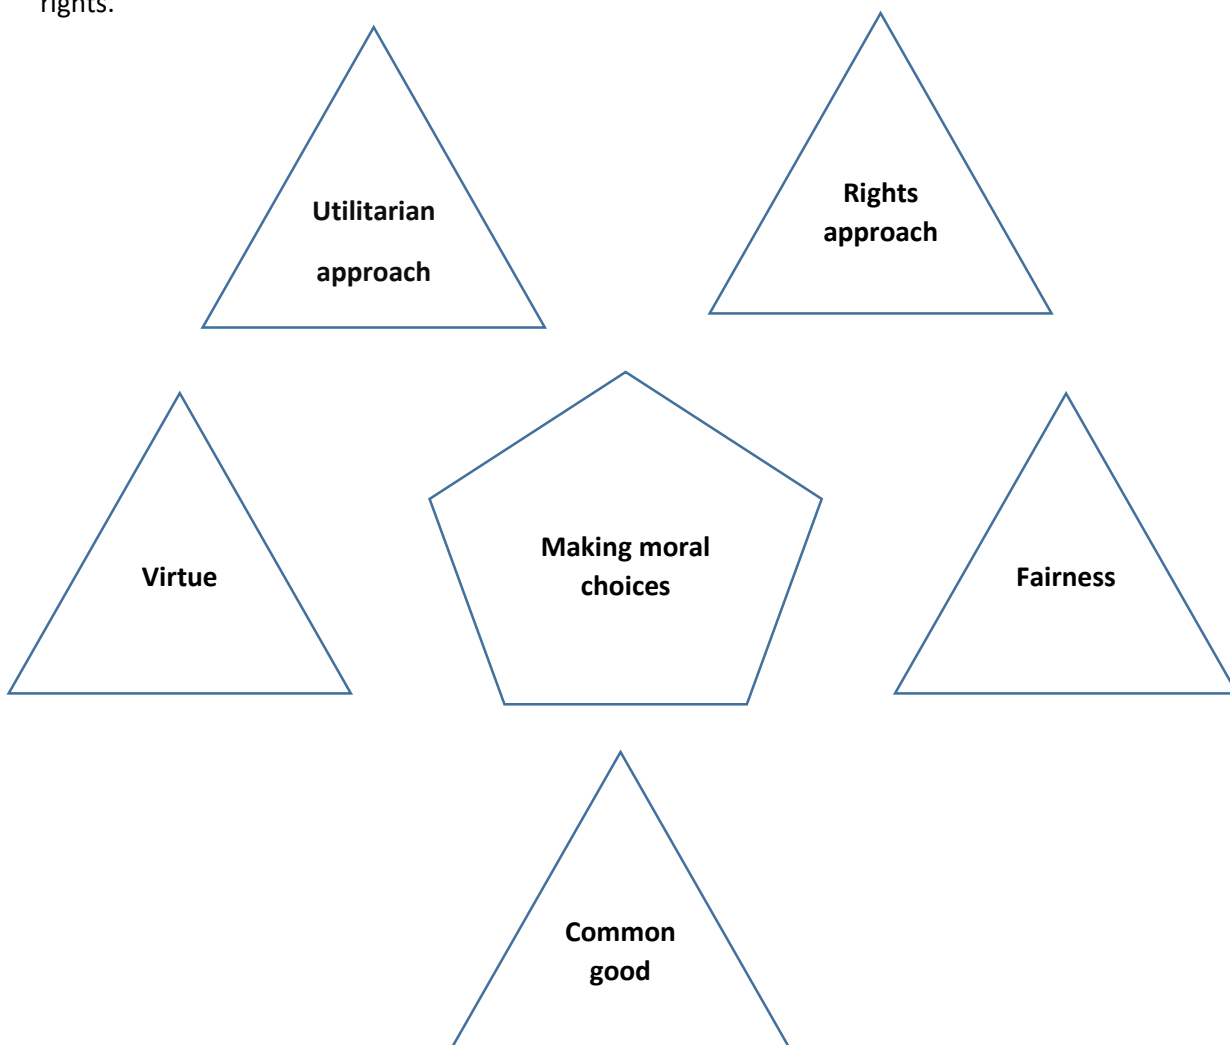 rights.
Utilitarian
approach
Rights
approach
Virtue
Making moral
choices
Fairness
Common
good